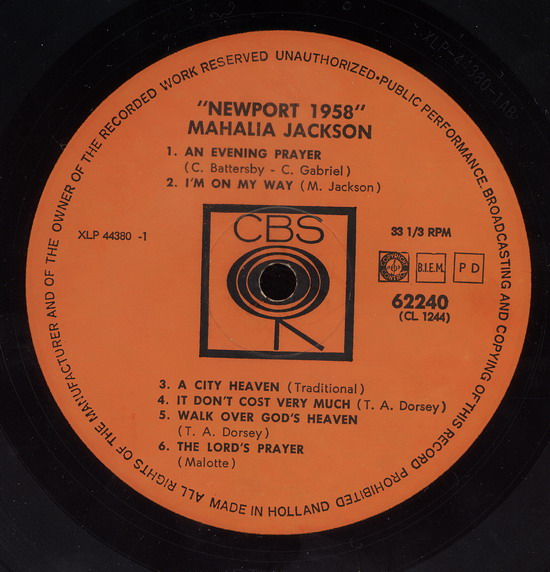 ALL RIGHTS OF THE MANUFACTURER AND OF THE OWNER OF THE RECORDED WORK RESERVED UNAUTHORIZED•PUBLIC PERFORMANCE. BROADCASTING AND COPYING OF THIS RECORD PROHIBITED
MADE IN HOLLAND
XLP-44380-1AB
"NEWPORT 1958"
MAHALIA JACKSON
1. AN EVENING PRAYER
(C. Battersby - C. Gabriel)
2. I'M ON MY WAY (M. Jackson)
CBS
XLP 44380 -1
33 1/3 RPM
B.I.E.M.
P D
62240
(CL 1244)
3. A CITY HEAVEN (Traditional)
4. IT DON'T COST VERY MUCH (T. A. Dorsey)
5. WALK OVER GOD'S HEAVEN
(T. A. Dorsey)
6. THE LORD'S PRAYER
(Malotte)